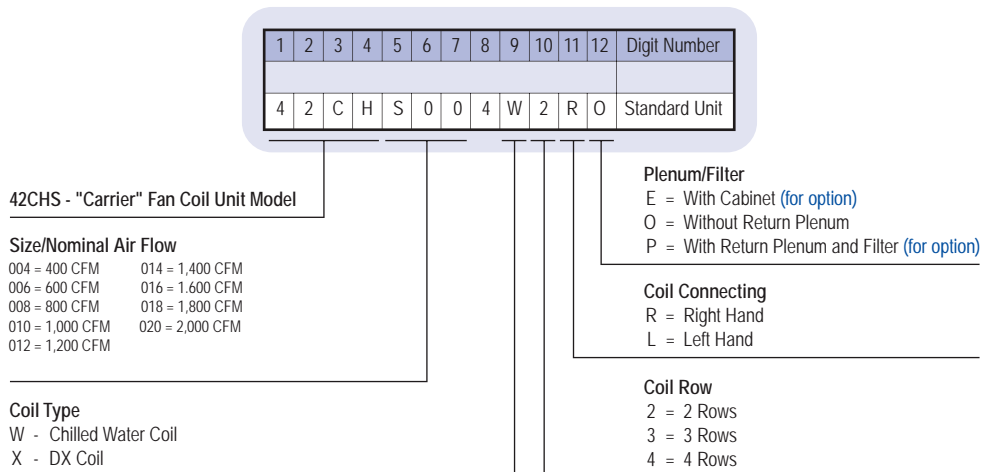 1 2 3 4 5 6 7 8 9 10 11 12 Digit Number
4 2 C H S 0 0 4 W 2 R O Standard Unit
42CHS - "Carrier" Fan Coil Unit Model
Size/Nominal Air Flow
004 = 400 CFM 014 = 1,400 CFM
006 = 600 CFM 016 = 1.600 CFM
008 = 800 CFM 018 = 1,800 CFM
010 = 1,000 CFM 020 = 2,000 CFM
012 = 1,200 CFM
Coil Type
W - Chilled Water Coil
X - DX Coil
Plenum/Filter
E = With Cabinet (for option)
O = Without Return Plenum
P = With Return Plenum and Filter (for option)
Coil Connecting
R = Right Hand
L = Left Hand
Coil Row
2 = 2 Rows
3 = 3 Rows
4 = 4 Rows